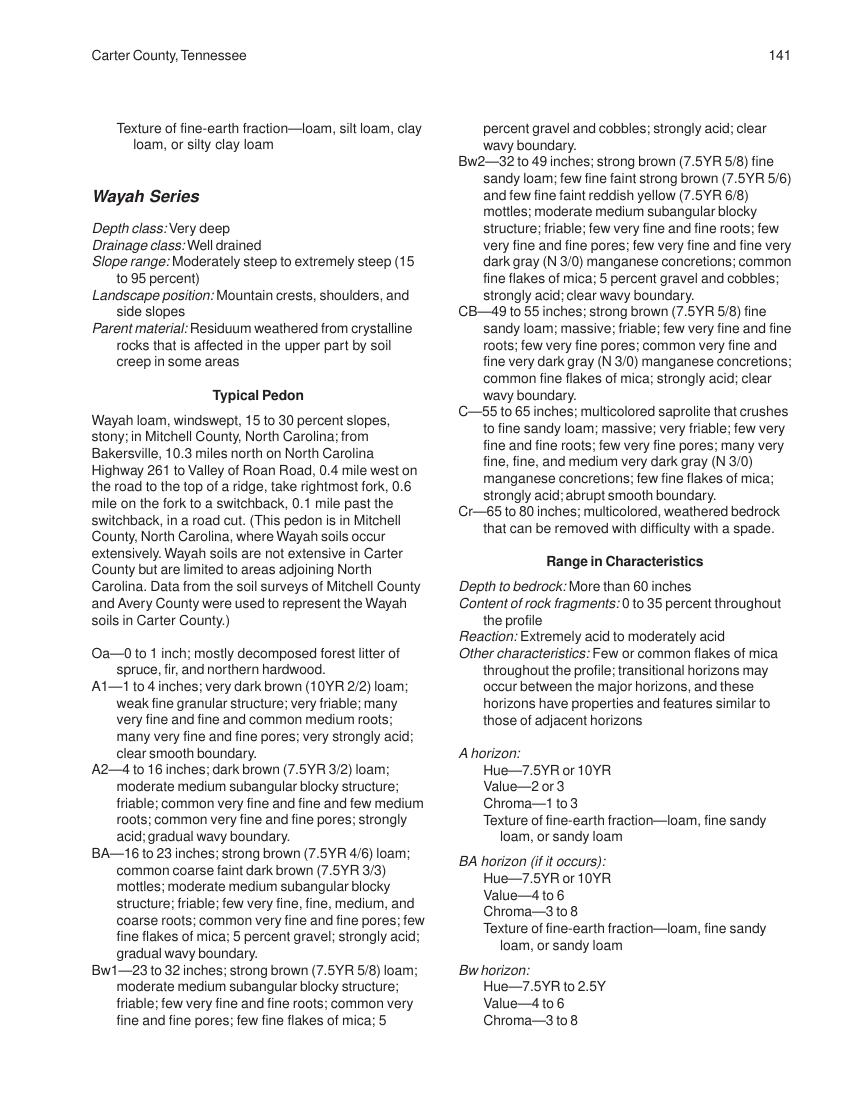 Carter County, Tennessee
141
Texture of fine-earth fraction—loam, silt loam, clay
loam, or silty clay loam
Wayah Series
Depth class: Very deep
Drainage class: Well drained
Slope range: Moderately steep to extremely steep (15
to 95 percent)
Landscape position: Mountain crests, shoulders, and
side slopes
Parent material: Residuum weathered from crystalline
rocks that is affected in the upper part by soil
creep in some areas
Typical Pedon
Wayah loam, windswept, 15 to 30 percent slopes,
stony; in Mitchell County, North Carolina; from
Bakersville, 10.3 miles north on North Carolina
Highway 261 to Valley of Roan Road, 0.4 mile west on
the road to the top of a ridge, take rightmost fork, 0.6
mile on the fork to a switchback, 0.1 mile past the
switchback, in a road cut. (This pedon is in Mitchell
County, North Carolina, where Wayah soils occur
extensively. Wayah soils are not extensive in Carter
County but are limited to areas adjoining North
Carolina. Data from the soil surveys of Mitchell County
and Avery County were used to represent the Wayah
soils in Carter County.)
Oa—0 to 1 inch; mostly decomposed forest litter of
spruce, fir, and northern hardwood.
A1—1 to 4 inches; very dark brown (10YR 2/2) loam;
weak fine granular structure; very friable; many
very fine and fine and common medium roots;
many very fine and fine pores; very strongly acid;
clear smooth boundary.
A2—4 to 16 inches; dark brown (7.5YR 3/2) loam;
moderate medium subangular blocky structure;
friable; common very fine and fine and few medium
roots; common very fine and fine pores; strongly
acid; gradual wavy boundary.
BA—16 to 23 inches; strong brown (7.5YR 4/6) loam;
common coarse faint dark brown (7.5YR 3/3)
mottles; moderate medium subangular blocky
structure; friable; few very fine, fine, medium, and
coarse roots; common very fine and fine pores; few
fine flakes of mica; 5 percent gravel; strongly acid;
gradual wavy boundary.
Bw1—23 to 32 inches; strong brown (7.5YR 5/8) loam;
moderate medium subangular blocky structure;
friable; few very fine and fine roots; common very
fine and fine pores; few fine flakes of mica; 5
percent gravel and cobbles; strongly acid; clear
wavy boundary.
Bw2—32 to 49 inches; strong brown (7.5YR 5/8) fine
sandy loam; few fine faint strong brown (7.5YR 5/6)
and few fine faint reddish yellow (7.5YR 6/8)
mottles; moderate medium subangular blocky
structure; friable; few very fine and fine roots; few
very fine and fine pores; few very fine and fine very
dark gray (N 3/0) manganese concretions; common
fine flakes of mica; 5 percent gravel and cobbles;
strongly acid; clear wavy boundary.
CB—49 to 55 inches; strong brown (7.5YR 5/8) fine
sandy loam; massive; friable; few very fine and fine
roots; few very fine pores; common very fine and
fine very dark gray (N 3/0) manganese concretions;
common fine flakes of mica; strongly acid; clear
wavy boundary.
C—55 to 65 inches; multicolored saprolite that crushes
to fine sandy loam; massive; very friable; few very
fine and fine roots; few very fine pores; many very
fine, fine, and medium very dark gray (N 3/0)
manganese concretions; few fine flakes of mica;
strongly acid; abrupt smooth boundary.
Cr—65 to 80 inches; multicolored, weathered bedrock
that can be removed with difficulty with a spade.
Range in Characteristics
Depth to bedrock: More than 60 inches
Content of rock fragments: 0 to 35 percent throughout
the profile
Reaction: Extremely acid to moderately acid
Other characteristics: Few or common flakes of mica
throughout the profile; transitional horizons may
occur between the major horizons, and these
horizons have properties and features similar to
those of adjacent horizons
A horizon:
Hue—7.5YR or 10YR
Value—2 or 3
Chroma—1 to 3
Texture of fine-earth fraction—loam, fine sandy
loam, or sandy loam
BA horizon (if it occurs):
Hue—7.5YR or 10YR
Value—4 to 6
Chroma—3 to 8
Texture of fine-earth fraction—loam, fine sandy
loam, or sandy loam
Bw horizon:
Hue—7.5YR to 2.5Y
Value—4 to 6
Chroma—3 to 8